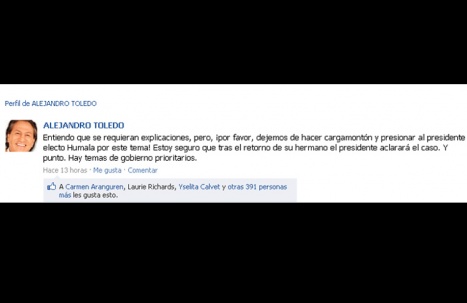 Perfil de ALEJANDRO TOLEDO
ALEJANDRO TOLEDO
Entiendo que se requieran explicaciones, pero, ¡por favor, dejemos de hacer cargamontón y presionar al presidente
electo Humala por este tema! Estoy seguro que tras el retorno de su hermano el presidente aclarará el caso. Y
punto. Hay temas de gobierno prioritarios.
Hace 13 horas · Me gusta · Comentar
A Carmen Aranguren, Laurie Richards, Yselita Calvet y otras 391 personas
más les gusta esto.